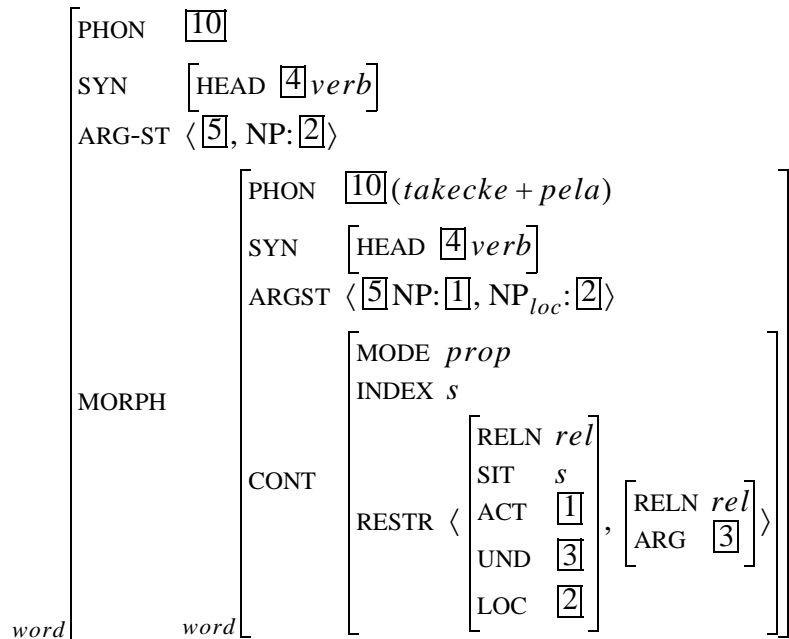 PHON 10
SYN [HEAD 4 verb]
ARG-ST ⟨ 5, NP: 2⟩
PHON 10 (takecke + pela)
SYN [HEAD 4 verb]
ARGST ⟨ 5 NP: 1, NP loc: 2⟩
MORPH
MODE prop
INDEX s
CONT
RESTR ⟨
RELN rel
SIT s
ACT 1
UND 3
LOC 2
,
RELN rel
ARG 3
⟩
word word